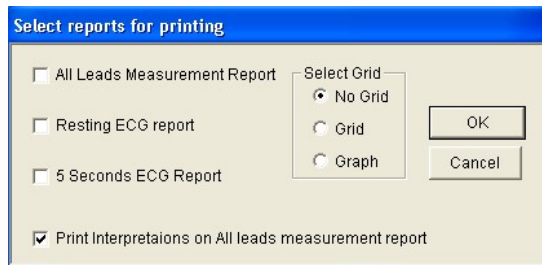 Select reports for printing
All Leads Measurement Report
Resting ECG report
5 Seconds ECG Report
Select Grid
No Grid
Grid
Graph
OK
Cancel
Print Interpretaions on All leads measurement report